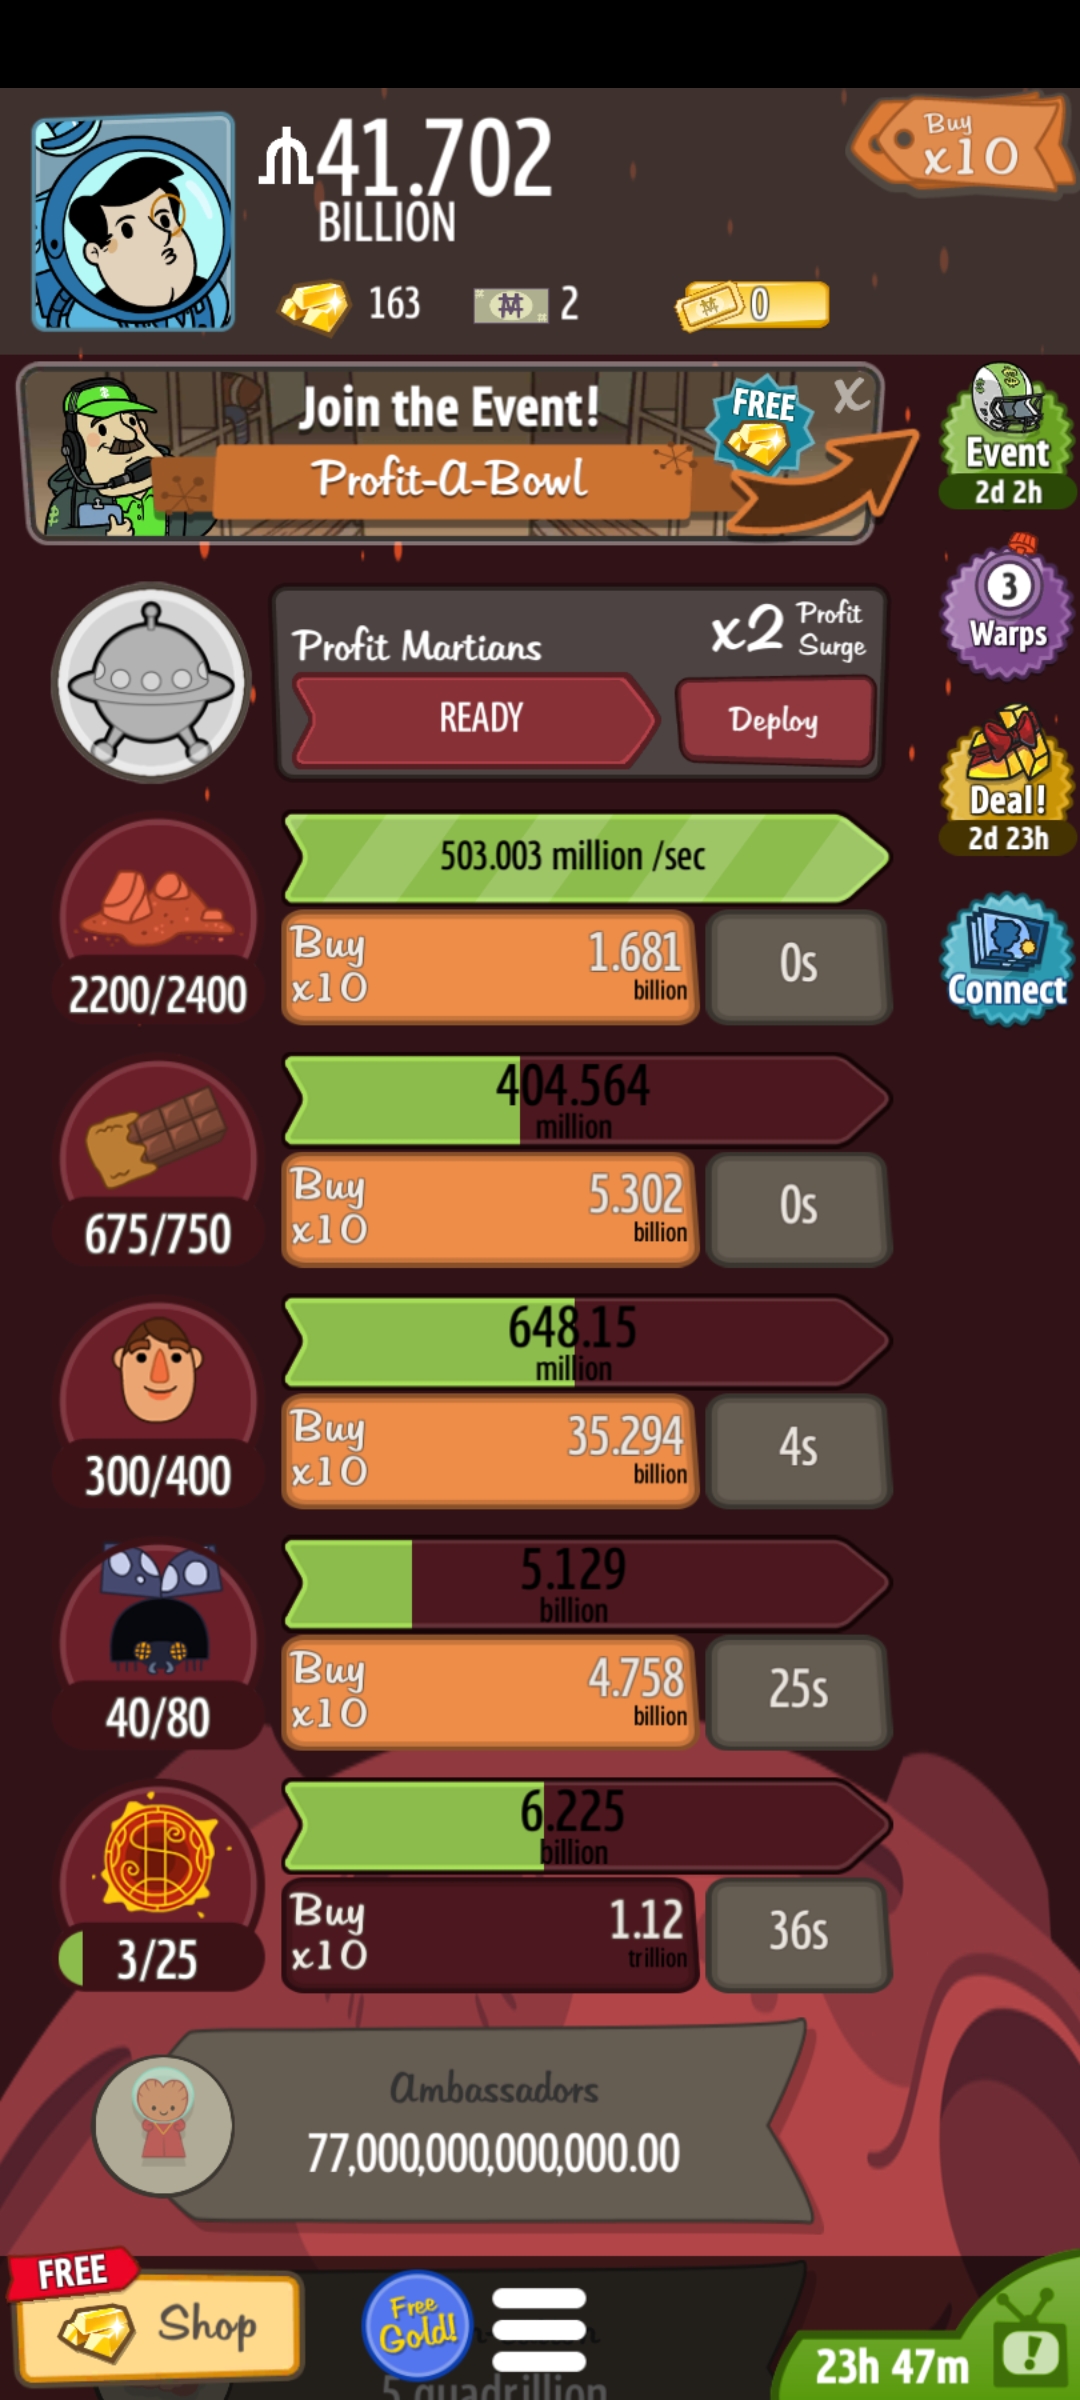 41.702
BILLION
Buy
x10
163
2
0
Join the Event!
Profit-A-Bowl
FREE
X
Event
2d 2h
3
Warps
Deal!
2d 23h
Connect
Profit Martians
x2 Profit
Surge
READY
Deploy
503.003 million /sec
Buy
x10
1.681
billion
0s
2200/2400
404.564
million
Buy
x10
5.302
billion
0s
675/750
648.15
million
Buy
x10
35.294
billion
4s
300/400
5.129
billion
Buy
x10
4.758
billion
25s
40/80
6.225
billion
Buy
x10
1.12
trillion
36s
3/25
Ambassadors
77,000,000,000,000.00
FREE
Shop
Free
Gold!
5 quadrillion
23h 47m